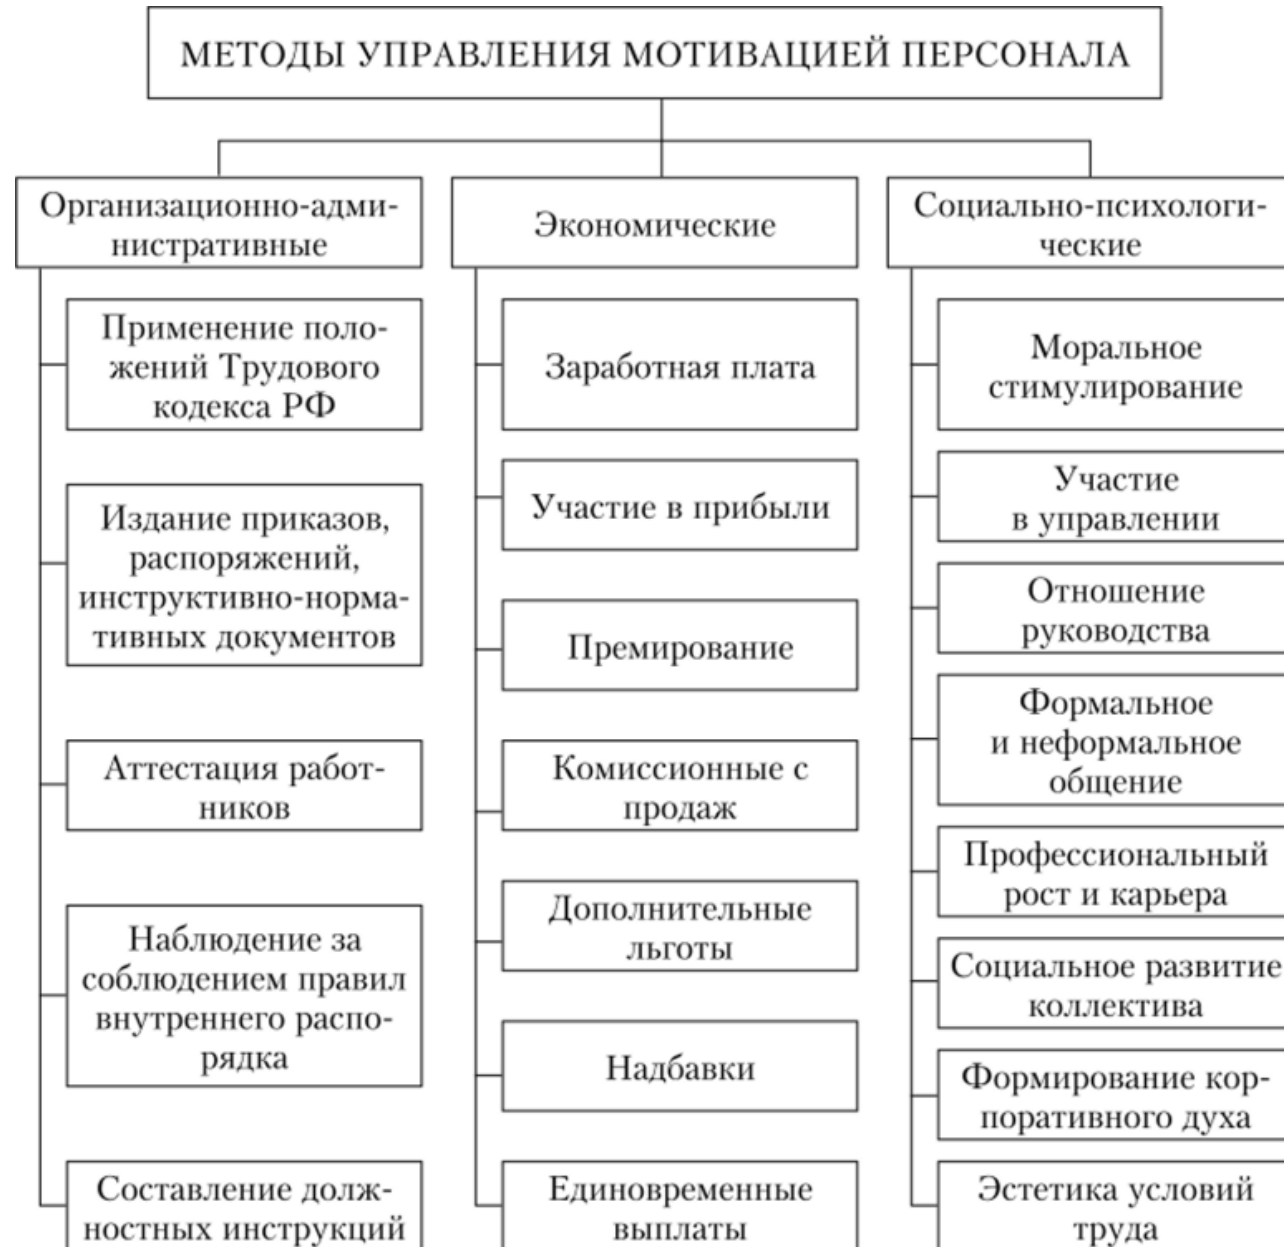 МЕТОДЫ УПРАВЛЕНИЯ МОТИВАЦИЕЙ ПЕРСОНАЛА
Организационно-адми-
нистративные
Применение поло-
жений Трудового
кодекса РФ
Издание приказов,
распоряжений,
инструктивно-норма-
тивных документов
Аттестация работ-
ников
Наблюдение за
соблюдением правил
внутреннего распо-
рядка
Составление долж-
ностных инструкций
Экономические
Заработная плата
Участие в прибыли
Премирование
Комиссионные с
продаж
Дополнительные
льготы
Надбавки
Единовременные
выплаты
Социально-психологи-
ческие
Моральное
стимулирование
Участие
в управлении
Отношение
руководства
Формальное
и неформальное
общение
Профессиональный
рост и карьера
Социальное развитие
коллектива
Формирование кор-
поративного духа
Эстетика условий
труда